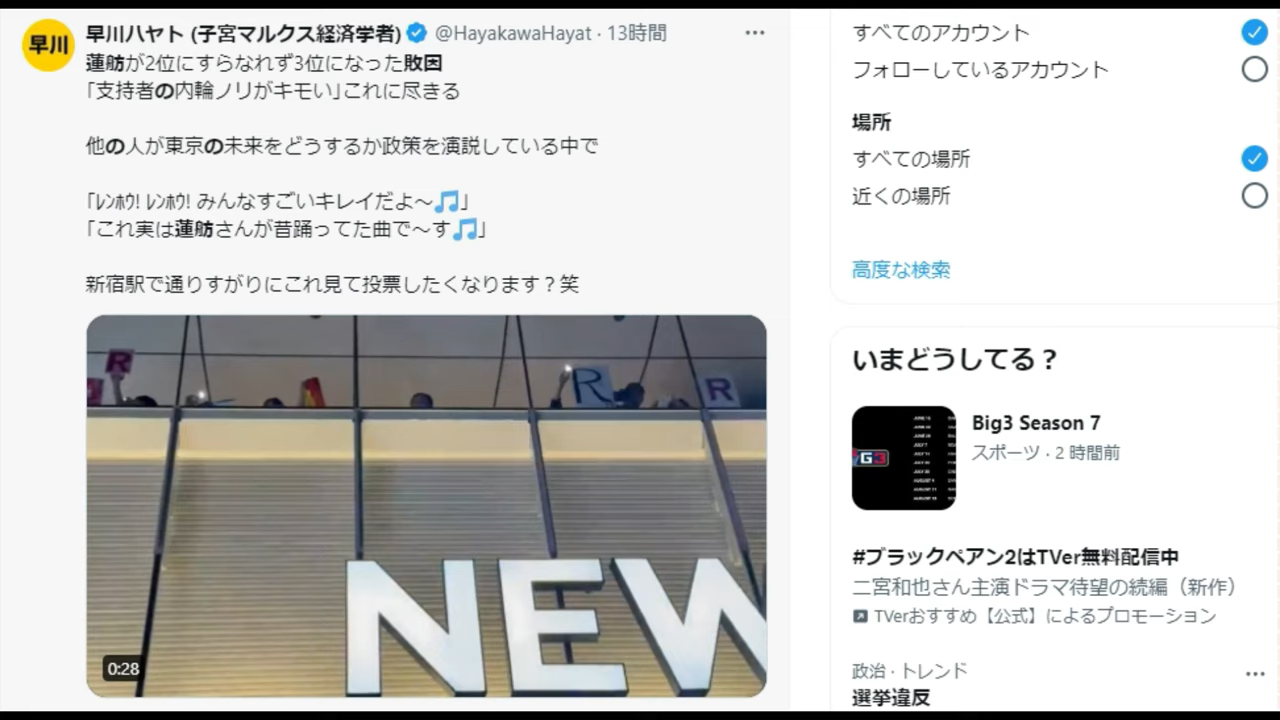 早川
早川ハヤト (子宮マルクス経済学者) @HayakawaHayat · 13時間
蓮舫が2位にすらなれず3位になった敗因
「支持者の内輪ノリがキモい」これに尽きる
他の人が東京の未来をどうするか政策を演説している中で
「ﾚﾝﾎｳ! ﾚﾝﾎｳ! みんなすごいキレイだよ〜🎵」
「これ実は蓮舫さんが昔踊ってた曲で〜す🎵」
新宿駅で通りすがりにこれ見て投票したくなります？笑
R
R
R
NEW
0:28
すべてのアカウント
フォローしているアカウント
場所
すべての場所
近くの場所
高度な検索
いまどうしてる？
G3
Big3 Season 7
スポーツ · 2 時間前
#ブラックペアン2はTVer無料配信中
二宮和也さん主演ドラマ待望の続編（新作）
TVerおすすめ【公式】によるプロモーション
政治 · トレンド
選挙違反